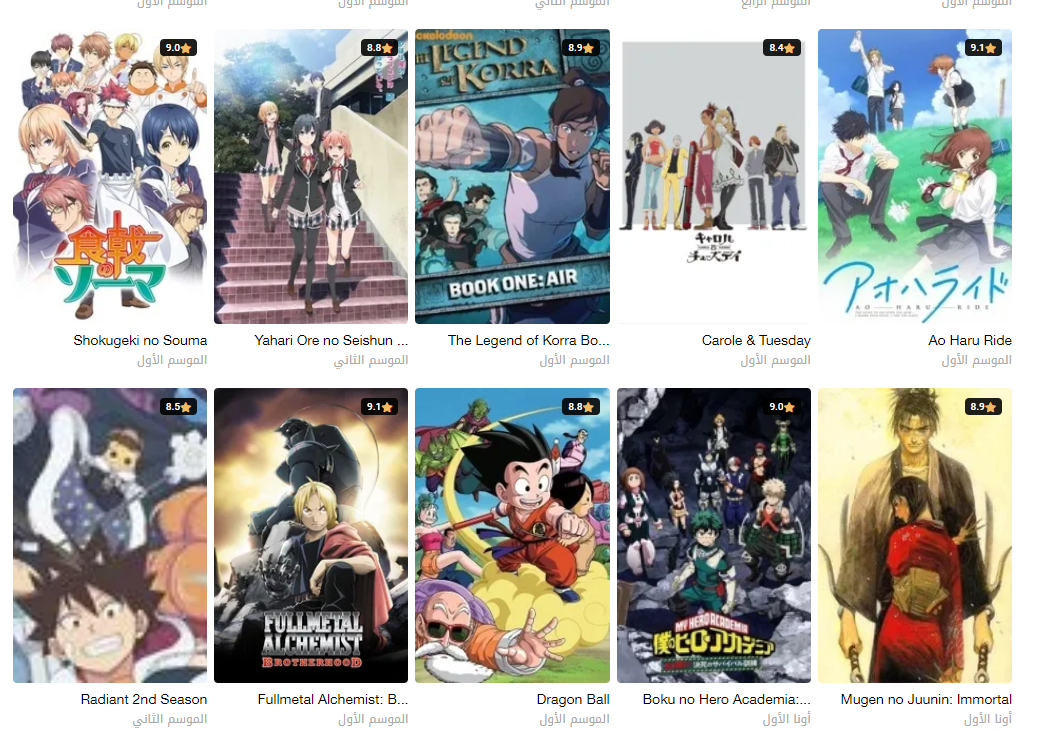 الموسم الأول
الموسم الرابع
الموسم الثاني
الموسم الأول
الموسم الأول
9.1
アオハライド
AO HARU RIDE
Ao Haru Ride
الموسم الأول
8.4
キャロル
&
チューズデイ
Carole & Tuesday
الموسم الأول
8.9
ckelodeon
THE LEGEND
of KORRA
BOOK ONE: AIR
The Legend of Korra Bo...
الموسم الأول
8.8
Yahari Ore no Seishun ...
الموسم الثاني
9.0
食戟の
ソーマ
Shokugeki no Souma
الموسم الأول
8.9
Mugen no Juunin: Immortal
أونا الأول
9.0
MY HERO ACADEMIA
僕のヒーローアカデミア
Boku no Hero Academia:...
أونا الأول
8.8
Dragon Ball
الموسم الأول
9.1
FULLMETAL
ALCHEMIST
BROTHERHOOD
Fullmetal Alchemist: B...
الموسم الأول
8.5
Radiant 2nd Season
الموسم الثاني